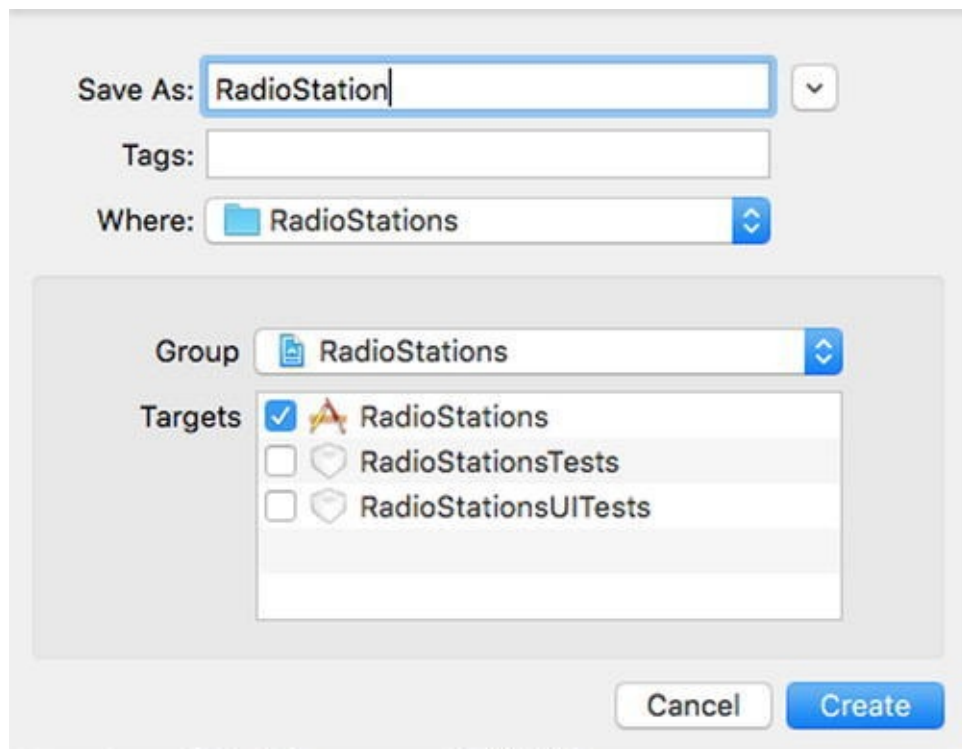 Save As: RadioStation
Tags:
Where: RadioStations
Group RadioStations
Targets RadioStations
RadioStationsTests
RadioStationsUITests
Cancel Create